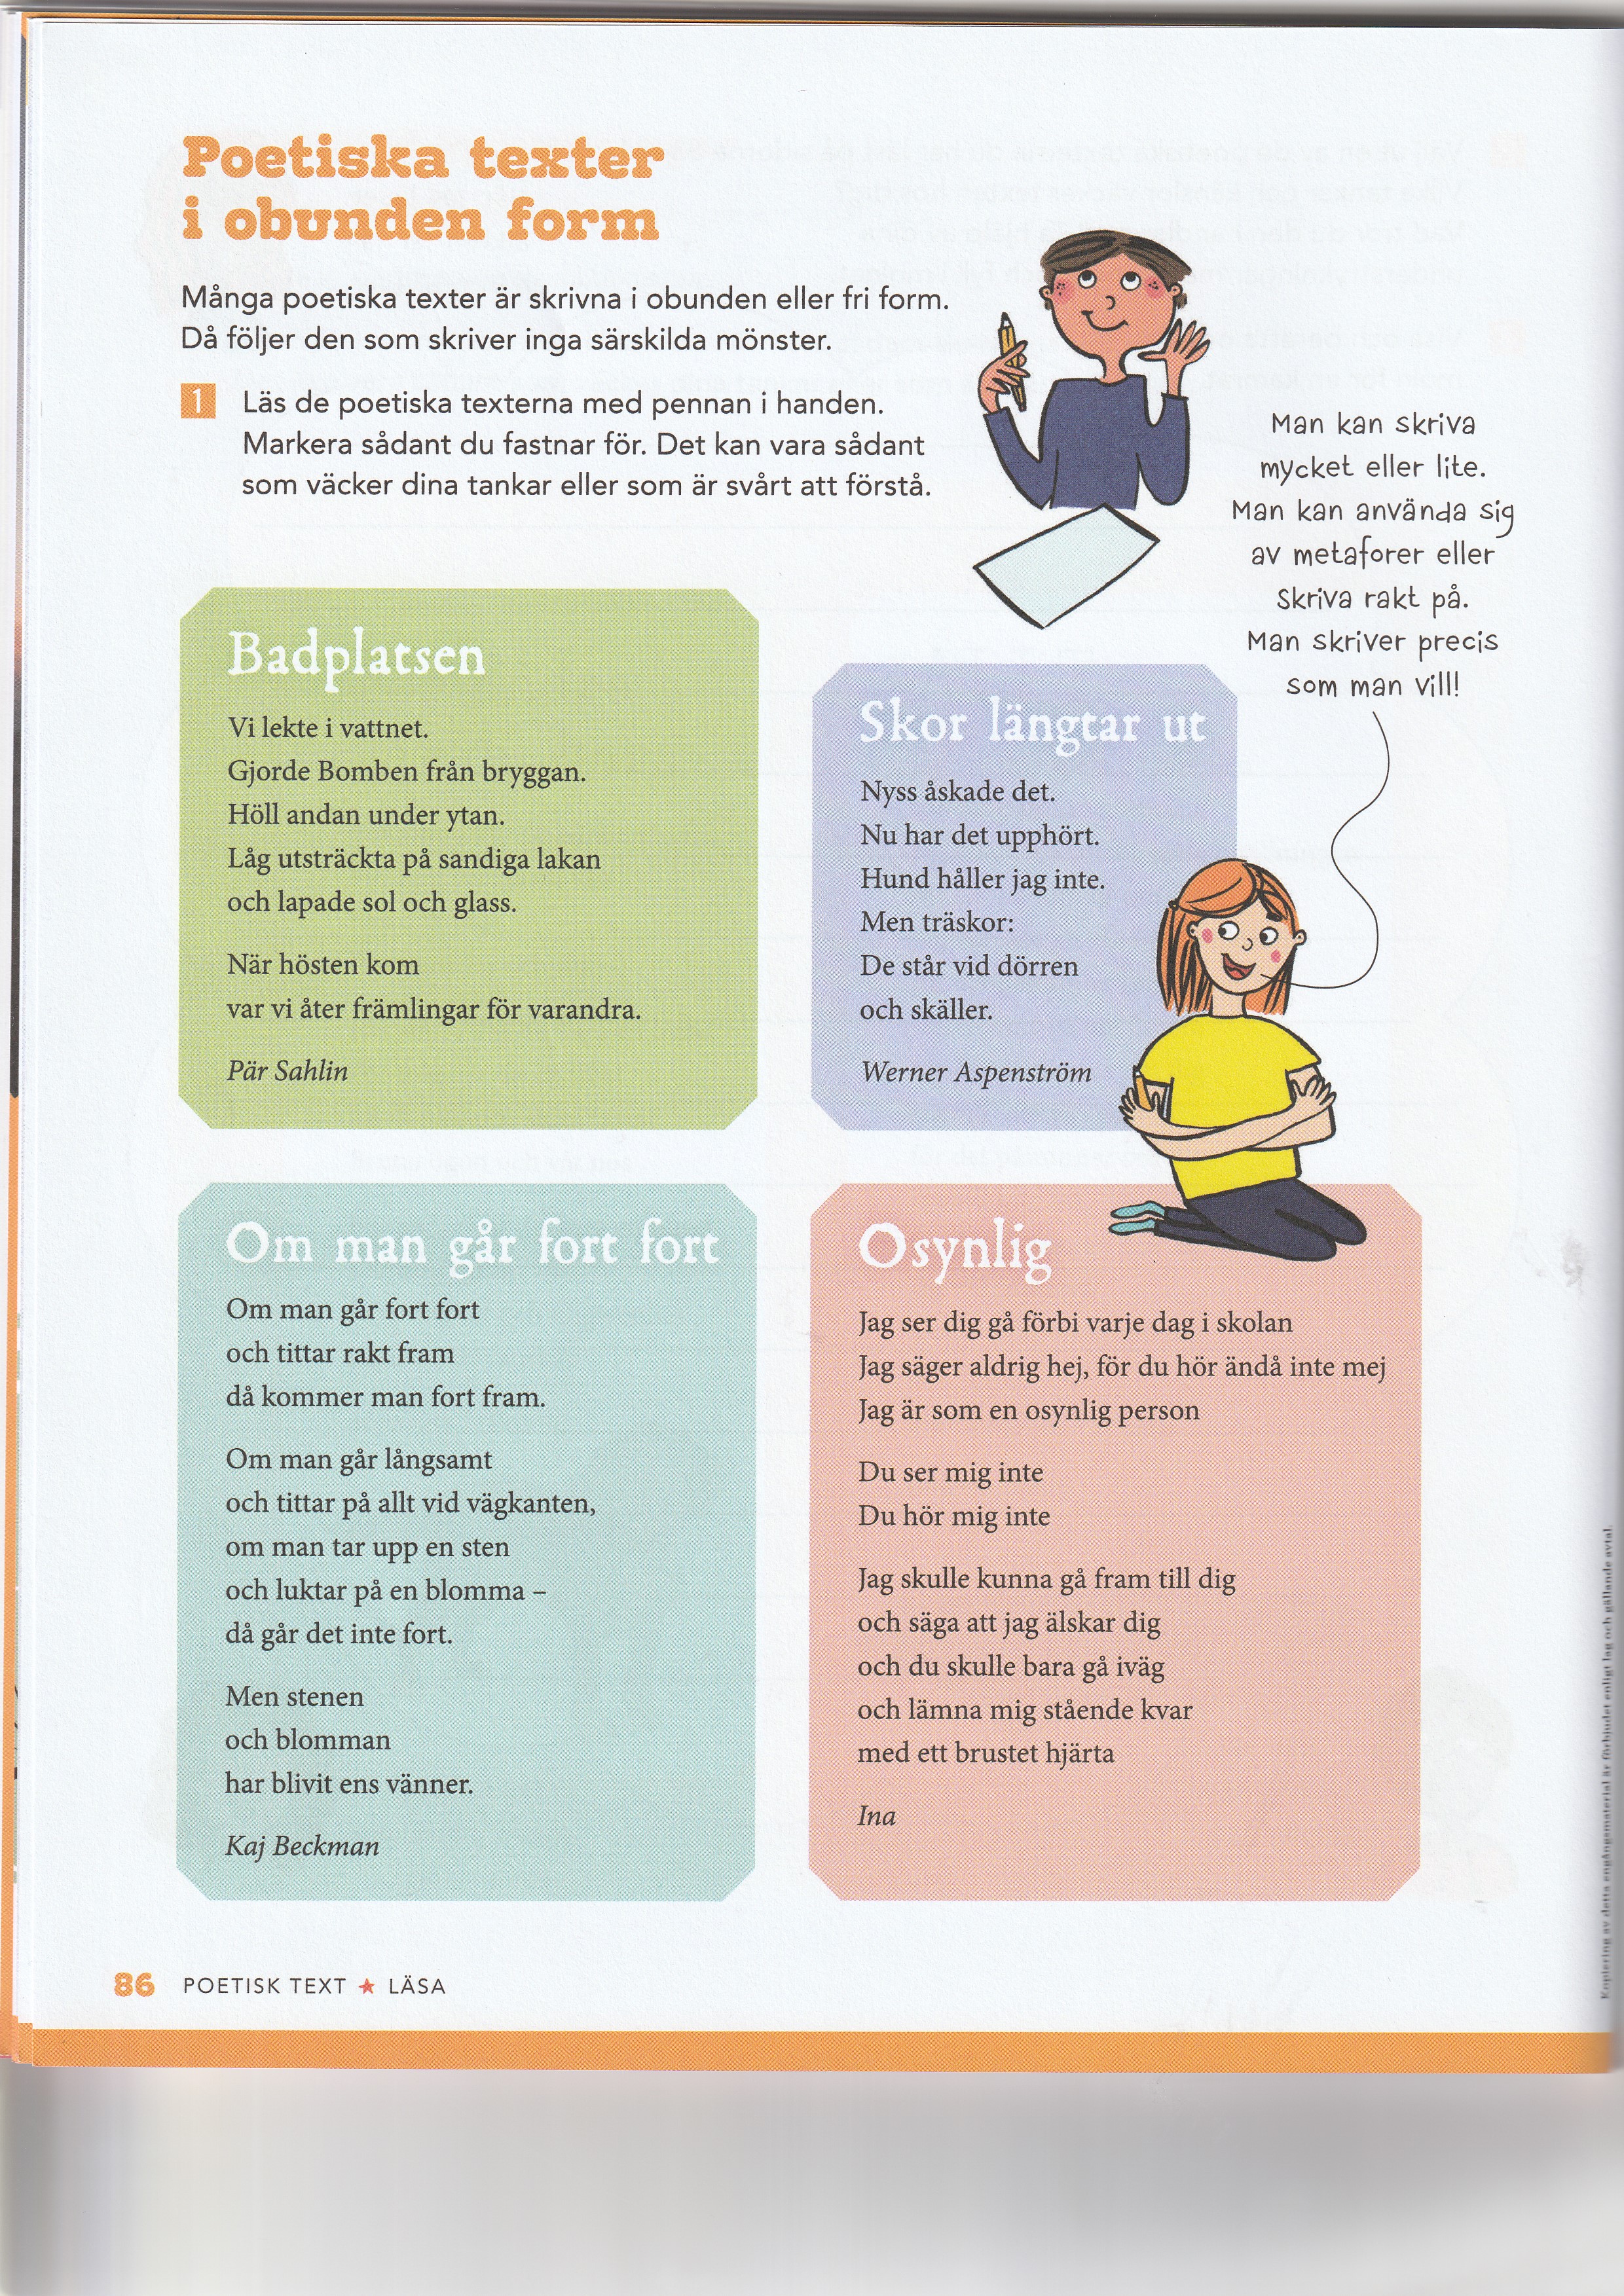 Poetiska texter
i obunden form
Många poetiska texter är skrivna i obunden eller fri form.
Då följer den som skriver inga särskilda mönster.
1 Läs de poetiska texterna med pennan i handen.
Markera sådant du fastnar för. Det kan vara sådant
som väcker dina tankar eller som är svårt att förstå.
Man kan skriva
mycket eller lite.
Man kan använda sig
av metaforer eller
skriva rakt på.
Man skriver precis
som man vill!
Badplatsen
Vi lekte i vattnet.
Gjorde Bomben från bryggan.
Höll andan under ytan.
Låg utsträckta på sandiga lakan
och lapade sol och glass.
När hösten kom
var vi åter främlingar för varandra.
Pär Sahlin
Skor längtar ut
Nyss åskade det.
Nu har det upphört.
Hund håller jag inte.
Men träskor:
De står vid dörren
och skäller.
Werner Aspenström
Om man går fort fort
Om man går fort fort
och tittar rakt fram
då kommer man fort fram.
Om man går långsamt
och tittar på allt vid vägkanten,
om man tar upp en sten
och luktar på en blomma –
då går det inte fort.
Men stenen
och blomman
har blivit ens vänner.
Kaj Beckman
Osynlig
Jag ser dig gå förbi varje dag i skolan
Jag säger aldrig hej, för du hör ändå inte mej
Jag är som en osynlig person
Du ser mig inte
Du hör mig inte
Jag skulle kunna gå fram till dig
och säga att jag älskar dig
och du skulle bara gå iväg
och lämna mig stående kvar
med ett brustet hjärta
Ina
Kopiering av detta engångsmaterial är förbjudet enligt lag och gällande avtal.
86 POETISK TEXT ★ LÄSA